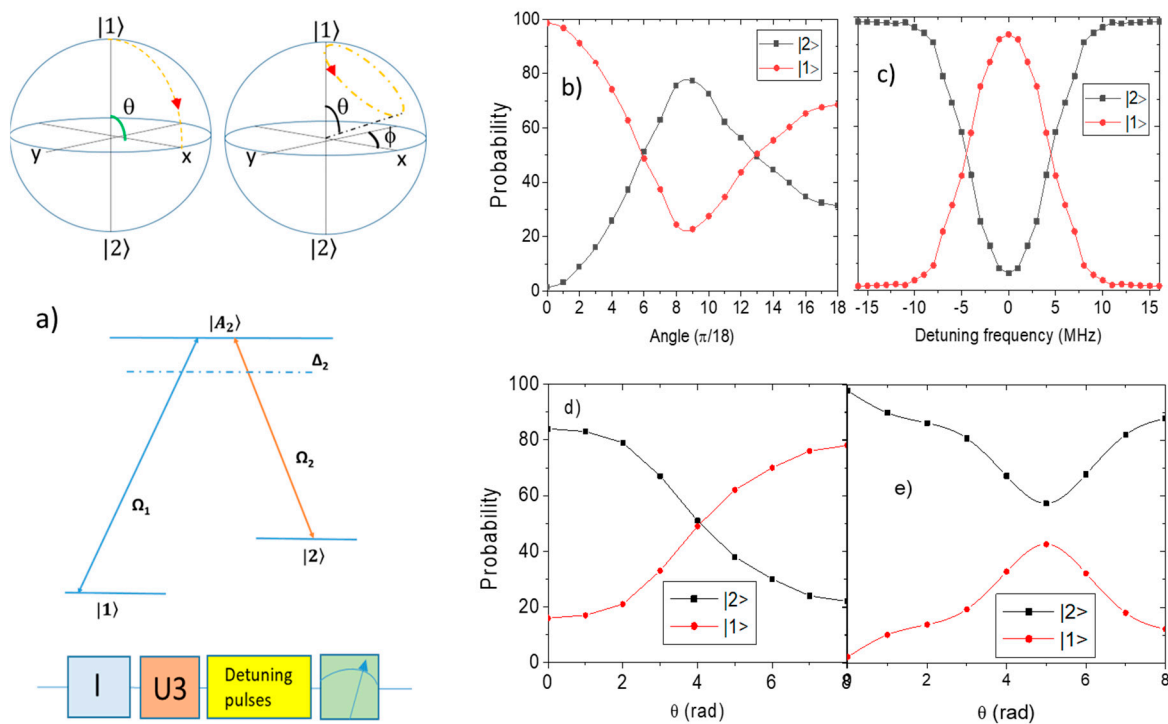 |1⟩
θ
y
x
|2⟩
|1⟩
θ
ϕ
y
x
|2⟩
a)
|A₂⟩
Δ₂
Ω₁
Ω₂
|2⟩
|1⟩
I
U3
Detuning
pulses
b)
|2>
|1>
100
80
60
40
20
0
Probability
0 2 4 6 8 10 12 14 16 18
Angle (π/18)
c)
|2>
|1>
-15 -10 -5 0 5 10 15
Detuning frequency (MHz)
d)
100
80
60
40
20
0
Probability
|2>
|1>
0 2 4 6 8
θ (rad)
e)
|2>
|1>
0 2 4 6 8
θ (rad)